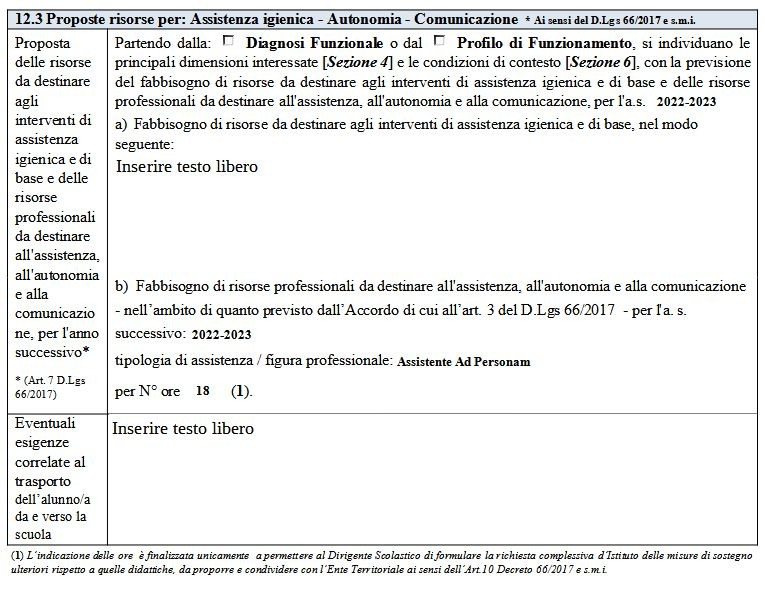 12.3 Proposte risorse per: Assistenza igienica - Autonomia - Comunicazione * Ai sensi del D.Lgs 66/2017 e s.m.i.
Proposta
delle risorse
da destinare
agli
interventi di
assistenza
igienica e di
base e delle
risorse
professionali
da destinare
all'assistenza,
all'autonomia
e alla
comunicazio
ne, per l'anno
successivo*
* (Art. 7 D.Lgs
66/2017)
Partendo dalla: ☐ Diagnosi Funzionale o dal ☐ Profilo di Funzionamento, si individuano le
principali dimensioni interessate [Sezione 4] e le condizioni di contesto [Sezione 6], con la previsione
del fabbisogno di risorse da destinare agli interventi di assistenza igienica e di base e delle risorse
professionali da destinare all'assistenza, all'autonomia e alla comunicazione, per l'a.s. 2022-2023
a) Fabbisogno di risorse da destinare agli interventi di assistenza igienica e di base, nel modo
seguente:
Inserire testo libero
b) Fabbisogno di risorse professionali da destinare all'assistenza, all'autonomia e alla comunicazione
- nell'ambito di quanto previsto dall'Accordo di cui all'art. 3 del D.Lgs 66/2017 - per l'a. s.
successivo: 2022-2023
tipologia di assistenza / figura professionale: Assistente Ad Personam
per N° ore 18 (1).
Eventuali
esigenze
correlate al
trasporto
dell'alunno/a
da e verso la
scuola
Inserire testo libero
(1) L'indicazione delle ore è finalizzata unicamente a permettere al Dirigente Scolastico di formulare la richiesta complessiva d'Istituto delle misure di sostegno
ulteriori rispetto a quelle didattiche, da proporre e condividere con l'Ente Territoriale ai sensi dell'Art.10 Decreto 66/2017 e s.m.i.